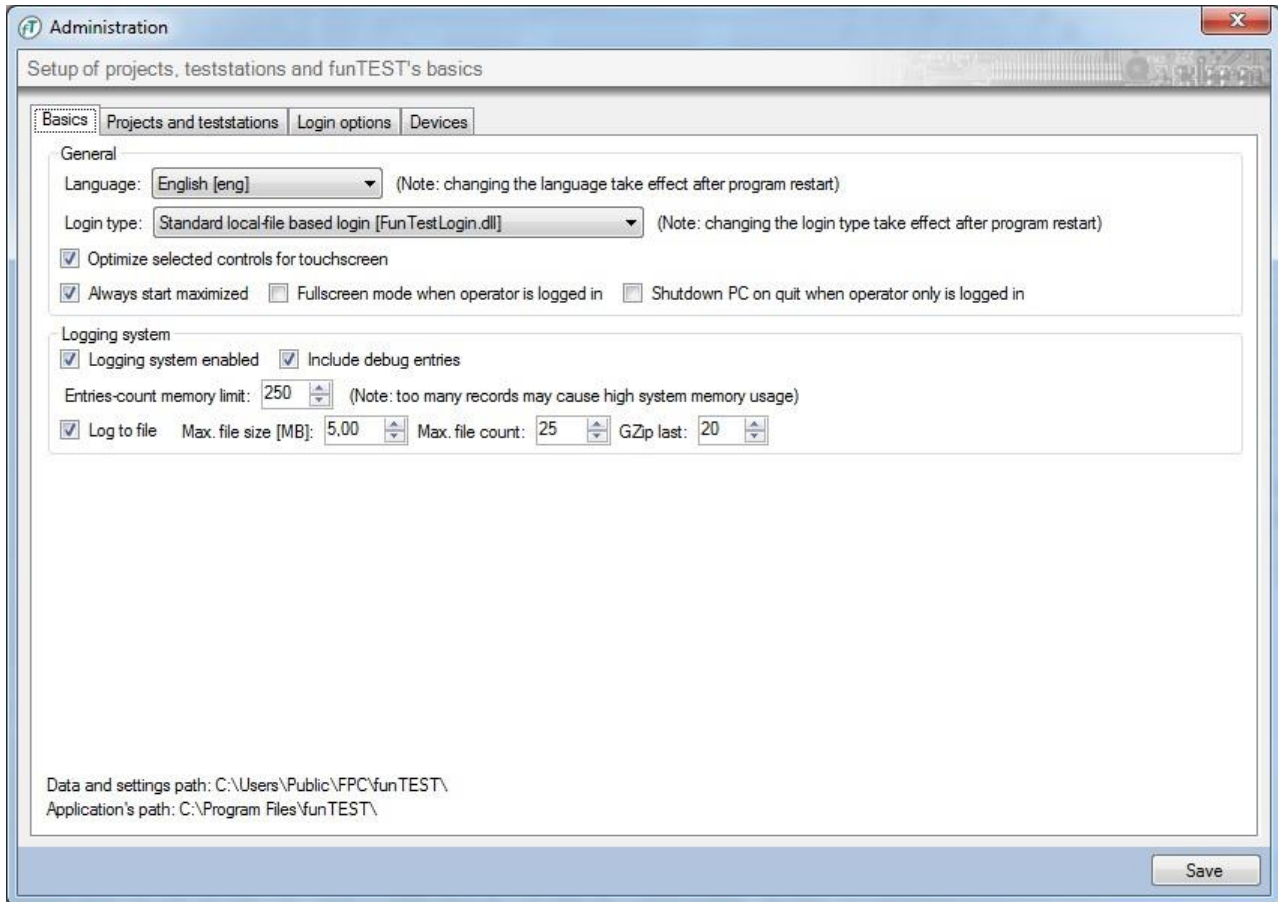 fT Administration
Setup of projects, teststations and funTEST's basics
Basics Projects and teststations Login options Devices
General
Language: English [eng] (Note: changing the language take effect after program restart)
Login type: Standard local-file based login [FunTestLogin.dll] (Note: changing the login type take effect after program restart)
Optimize selected controls for touchscreen
Always start maximized Fullscreen mode when operator is logged in Shutdown PC on quit when operator only is logged in
Logging system
Logging system enabled Include debug entries
Entries-count memory limit: 250 (Note: too many records may cause high system memory usage)
Log to file Max. file size [MB]: 5,00 Max. file count: 25 GZip last: 20
Data and settings path: C:\Users\Public\FPC\funTEST\
Application's path: C:\Program Files\funTEST\
Save